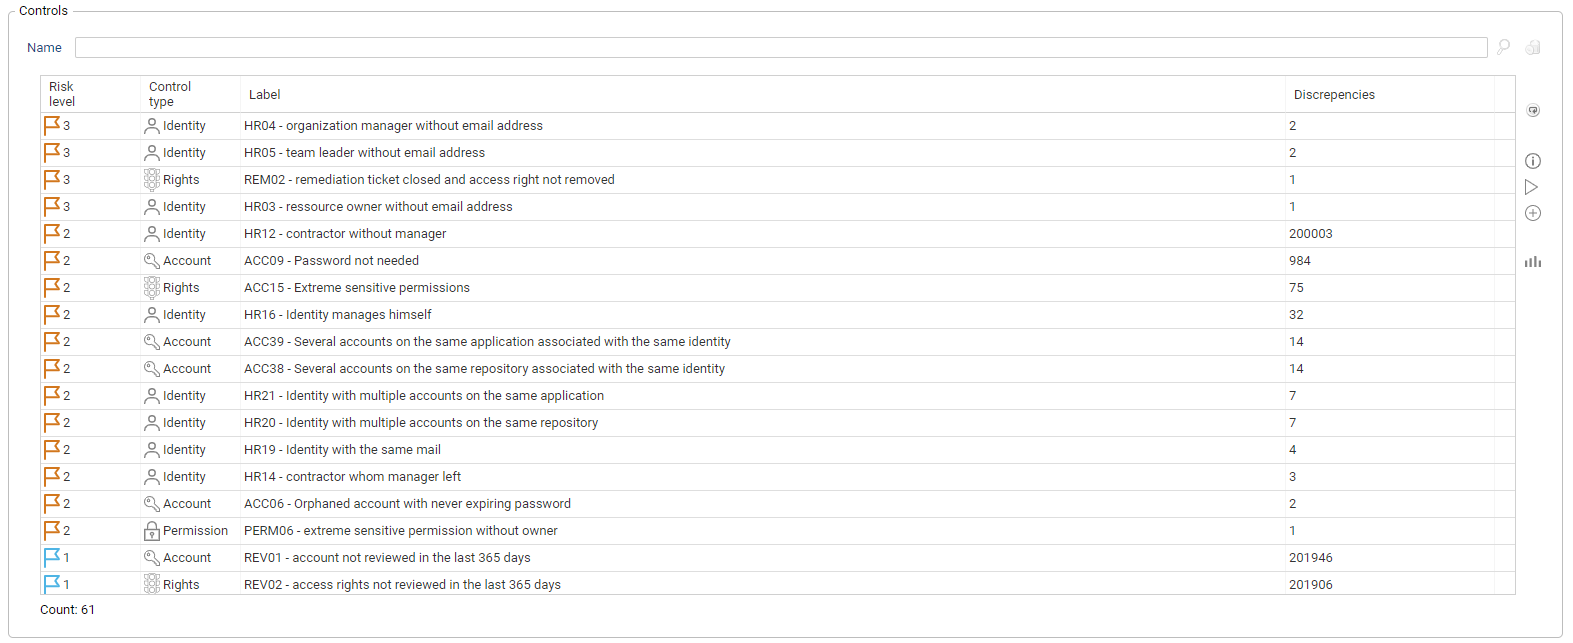 Controls
Name
Risk level Control type Label Discrepencies
3 Identity HR04 - organization manager without email address 2
3 Identity HR05 - team leader without email address 2
3 Rights REM02 - remediation ticket closed and access right not removed 1
3 Identity HR03 - ressource owner without email address 1
2 Identity HR12 - contractor without manager 200003
2 Account ACC09 - Password not needed 984
2 Rights ACC15 - Extreme sensitive permissions 75
2 Identity HR16 - Identity manages himself 32
2 Account ACC39 - Several accounts on the same application associated with the same identity 14
2 Account ACC38 - Several accounts on the same repository associated with the same identity 14
2 Identity HR21 - Identity with multiple accounts on the same application 7
2 Identity HR20 - Identity with multiple accounts on the same repository 7
2 Identity HR19 - Identity with the same mail 4
2 Identity HR14 - contractor whom manager left 3
2 Account ACC06 - Orphaned account with never expiring password 2
2 Permission PERM06 - extreme sensitive permission without owner 1
1 Account REV01 - account not reviewed in the last 365 days 201946
1 Rights REV02 - access rights not reviewed in the last 365 days 201906
Count: 61